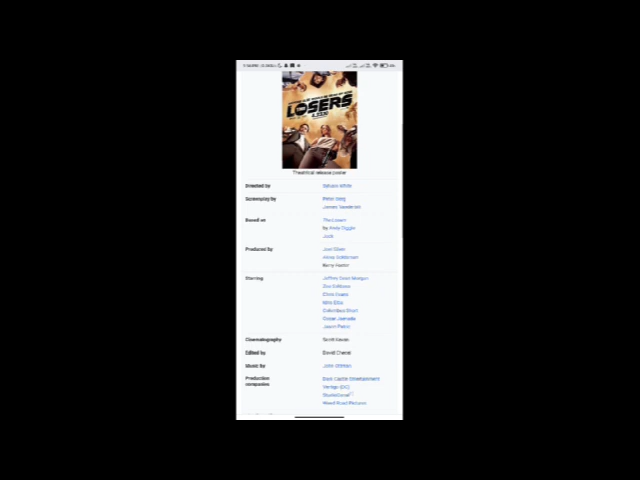 LOSERS
Theatrical release poster
Directed by
Sylvain White
Screenplay by
Peter Berg
James Vanderbilt
Based on
The Losers
by Andy Diggle
Jock
Produced by
Joel Silver
Akiva Goldsman
Kerry Foster
Starring
Jeffrey Dean Morgan
Zoe Saldana
Chris Evans
Idris Elba
Columbus Short
Óscar Jaenada
Jason Patric
Cinematography
Scott Kevan
Edited by
David Checel
Music by
John Ottman
Production companies
Dark Castle Entertainment
Vertigo (DC)
StudioCanal
Weed Road Pictures